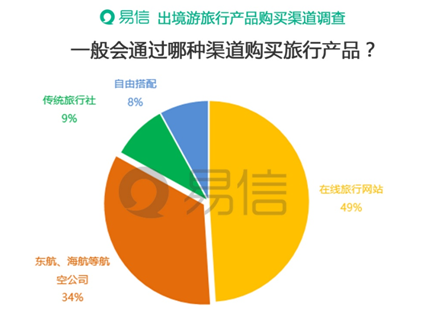 易信 出境游旅行产品购买渠道调查
一般会通过哪种渠道购买旅行产品？
自由搭配
8%
传统旅行社
9%
在线旅行网站
49%
东航、海航等航
空公司
34%
易信